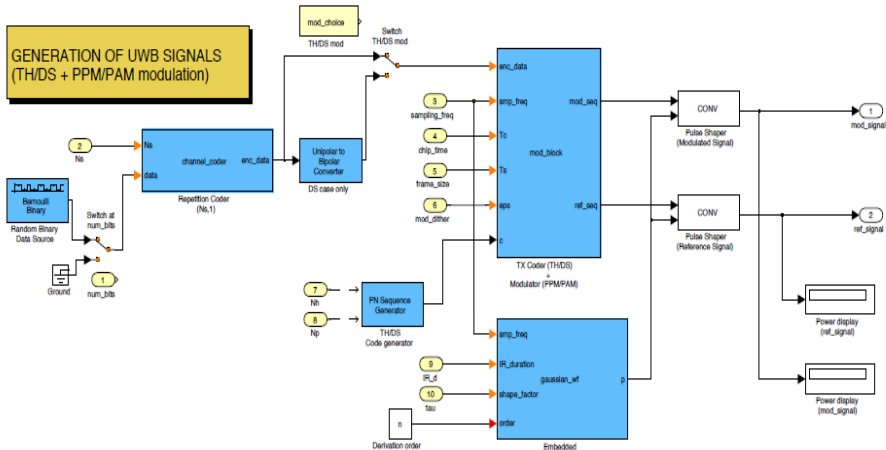 GENERATION OF UWB SIGNALS
(TH/DS + PPM/PAM modulation)
mod_choice
TH/DS mod
Switch
TH/DS mod
2
Ns
Ns
data
channel_coder
enc_data
Repetition Coder
(Ns,1)
Bernoulli
Binary
Random Binary
Data Source
Switch at
num_bits
Ground
1
num_bits
Unipolar to
Bipolar
Converter
DS case only
3
sampling_freq
4
chip_time
5
frame_size
6
mod_dither
enc_data
smp_freq
Tc
Ts
eps
c
mod_block
mod_seq
ref_seq
TX Coder (TH/DS)
+
Modulator (PPM/PAM)
7
Nh
8
Np
PN Sequence
Generator
TH/DS
Code generator
9
IR_d
10
tau
n
Derivation order
smp_freq
IR_duration
shape_factor
order
gaussian_wf
p
Embedded
CONV
Pulse Shaper
(Modulated Signal)
CONV
Pulse Shaper
(Reference Signal)
1
mod_signal
2
ref_signal
Power display
(ref_signal)
Power display
(mod_signal)